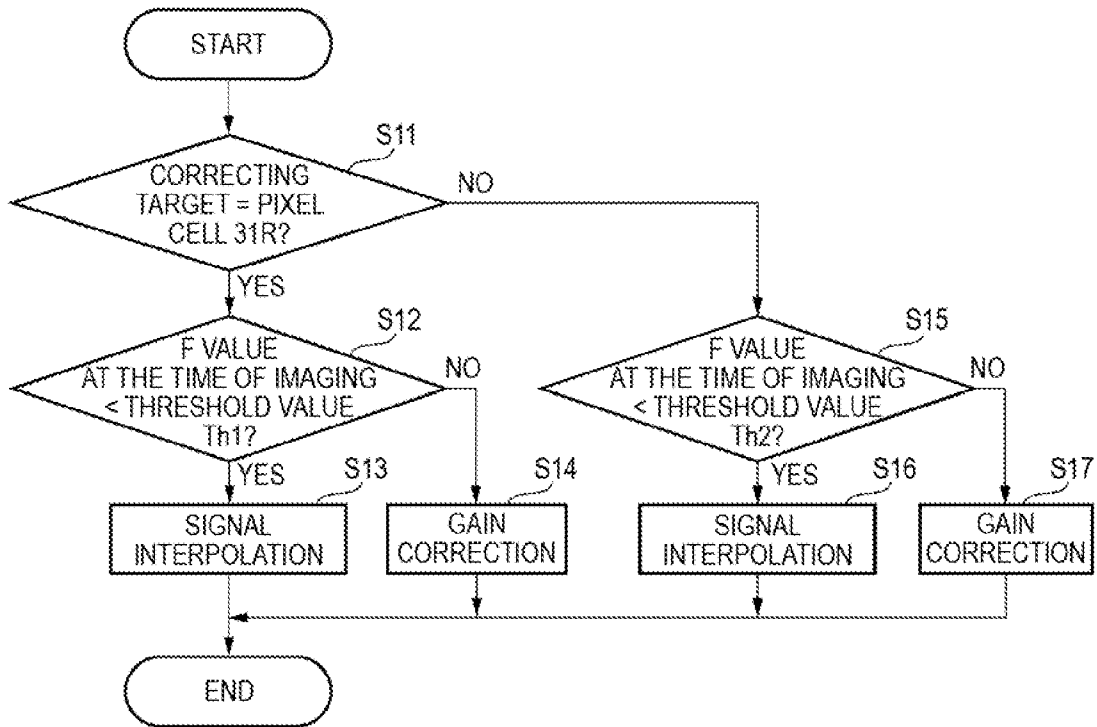 START
S11
CORRECTING
TARGET = PIXEL
CELL 31R?
NO
YES
S12
F VALUE
AT THE TIME OF IMAGING
< THRESHOLD VALUE
Th1?
NO
YES
S15
F VALUE
AT THE TIME OF IMAGING
< THRESHOLD VALUE
Th2?
NO
YES
S13
SIGNAL
INTERPOLATION
S14
GAIN
CORRECTION
S16
SIGNAL
INTERPOLATION
S17
GAIN
CORRECTION
END